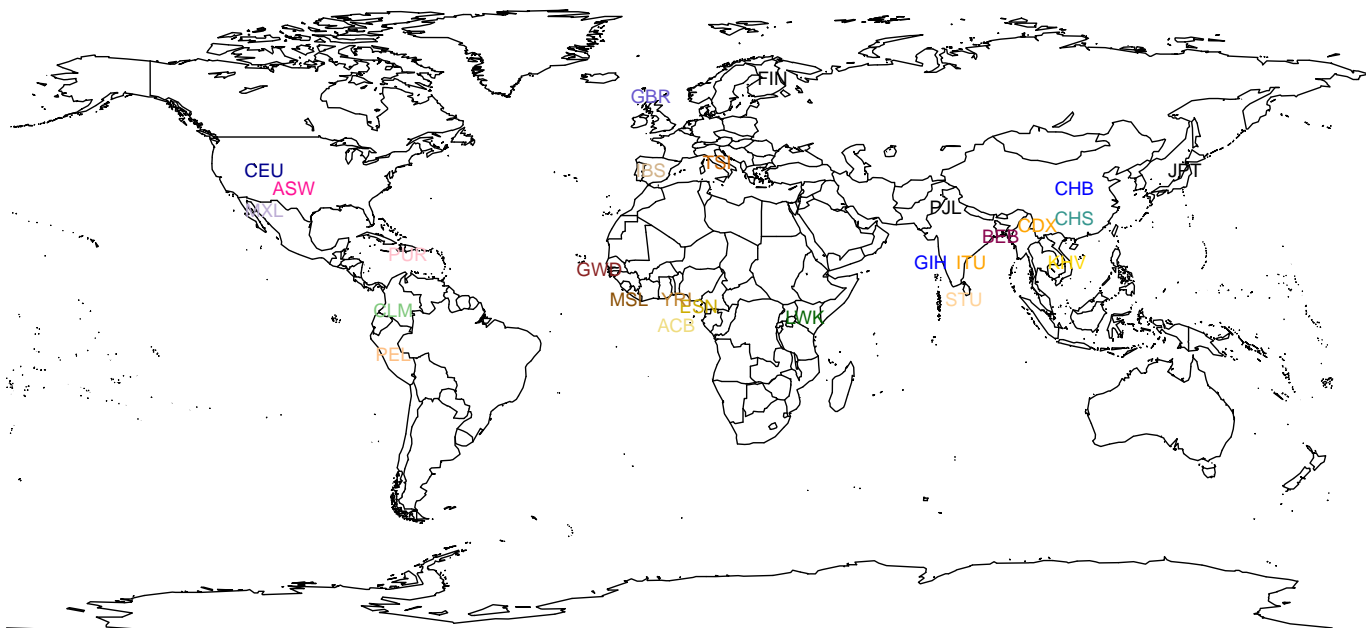 FIN
GBR
TSI
IBS
CEU
JPT
ASW
CHB
MXL
PJL
CHS
CDX
BEB
PUR
GWD
GIH
ITU
KHV
MSL
YRI
ESN
STU
CLM
LWK
ACB
PEL